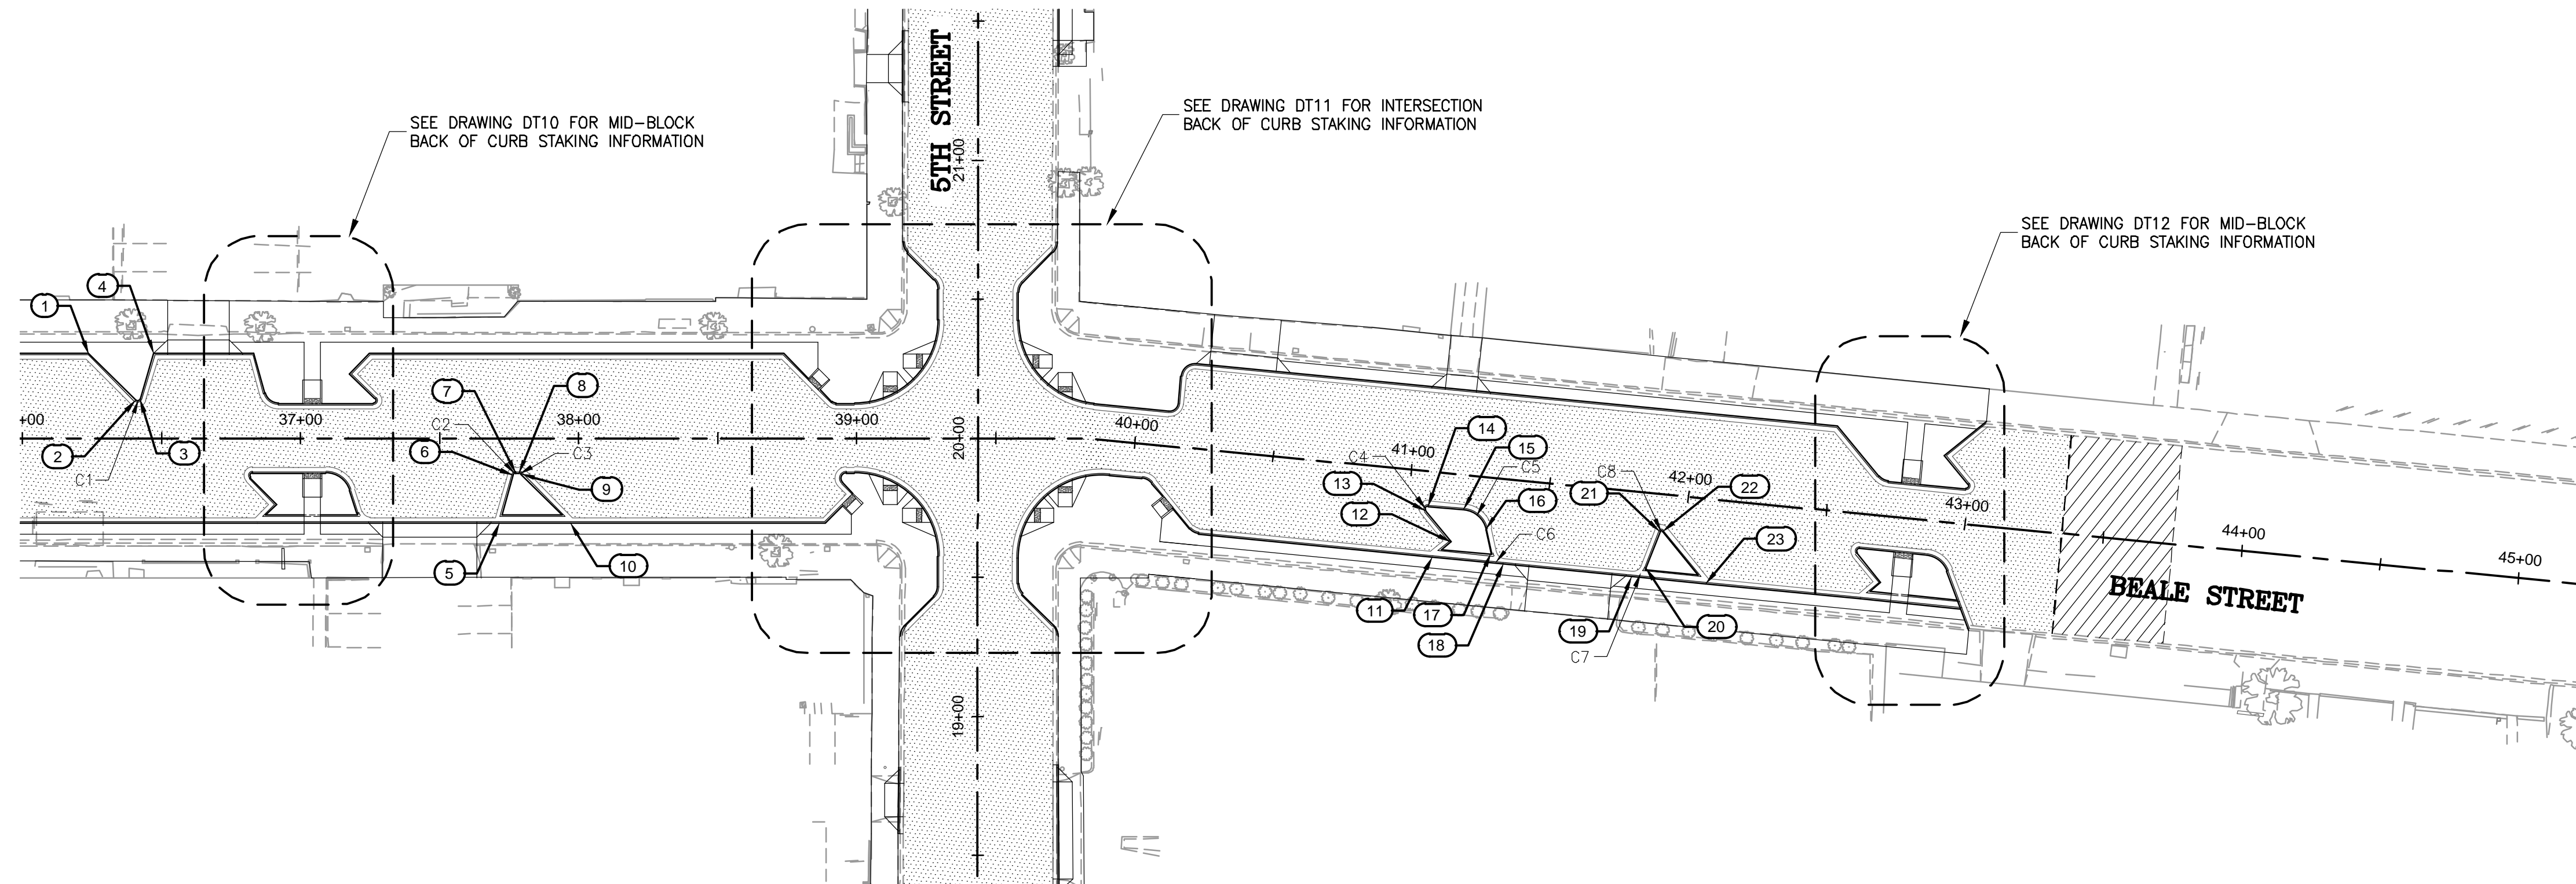 5TH STREET
21+00
SEE DRAWING DT10 FOR MID-BLOCK
BACK OF CURB STAKING INFORMATION
SEE DRAWING DT11 FOR INTERSECTION
BACK OF CURB STAKING INFORMATION
SEE DRAWING DT12 FOR MID-BLOCK
BACK OF CURB STAKING INFORMATION
1
4
2
C1
3
+00
37+00
38+00
39+00
20+00
40+00
41+00
42+00
43+00
44+00
45+00
7
8
C2
C3
6
9
5
10
C4
14
15
C5
13
16
12
C6
11
17
18
C8
21
22
23
19
20
C7
BEALE STREET
19+00